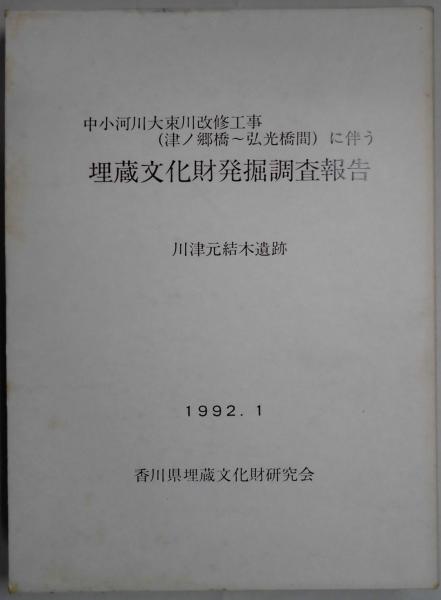 中小河川大束川改修工事
(津ノ郷橋~弘光橋間)に伴う
埋蔵文化財発掘調査報告
川津元結木遺跡
1992.1
香川県埋蔵文化財研究会